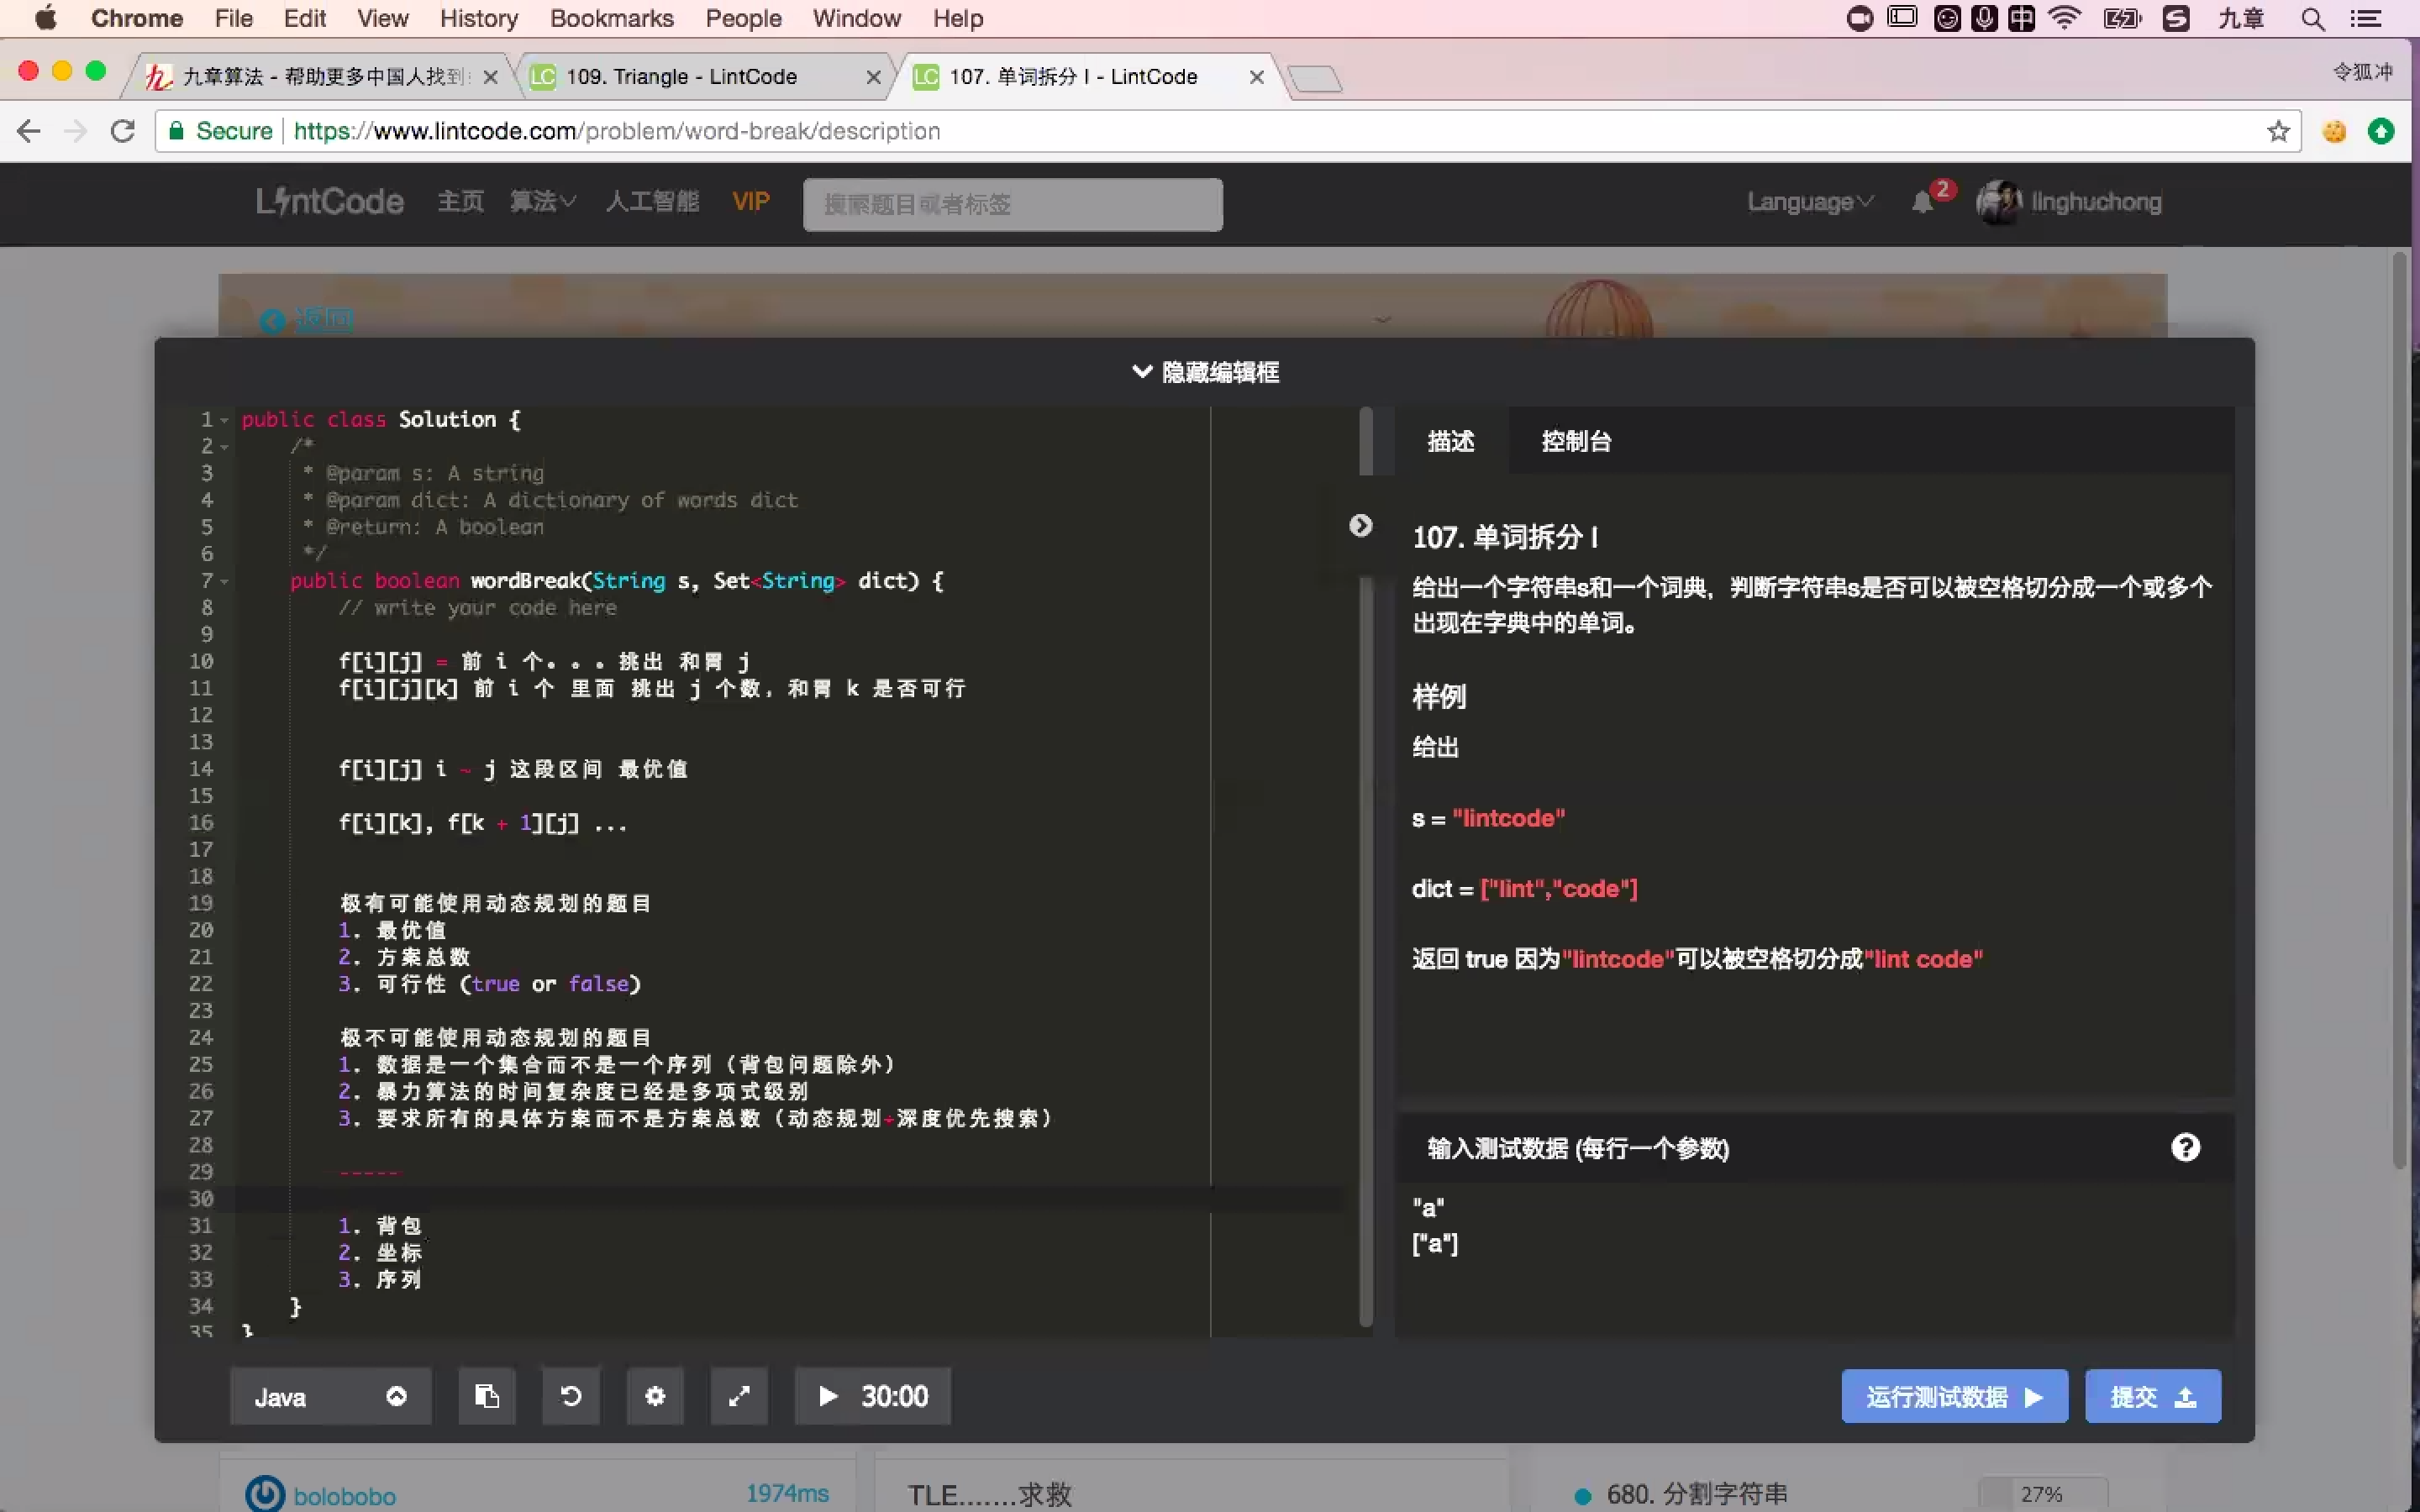 Chrome File Edit View History Bookmarks People Window Help 九章
九章算法 - 帮助更多中国人找到 109. Triangle - LintCode 107. 单词拆分 I - LintCode 令狐冲
Secure https://www.lintcode.com/problem/word-break/description
LintCode 主页 算法 人工智能 VIP 搜索题目或者标签 Language 2 linghuchong
返回
隐藏编辑框
1 public class Solution {
2 /*
3 * @param s: A string
4 * @param dict: A dictionary of words dict
5 * @return: A boolean
6 */
7 public boolean wordBreak(String s, Set<String> dict) {
8 // write your code here
9
10 f[i][j] = 前 i 个。。。挑出 和胃 j
11 f[i][j][k] 前 i 个 里面 挑出 j 个数，和胃 k 是否可行
12
13
14 f[i][j] i ~ j 这段区间 最优值
15
16 f[i][k], f[k + 1][j] ...
17
18
19 极有可能使用动态规划的题目
20 1. 最优值
21 2. 方案总数
22 3. 可行性 (true or false)
23
24 极不可能使用动态规划的题目
25 1. 数据是一个集合而不是一个序列（背包问题除外）
26 2. 暴力算法的时间复杂度已经是多项式级别
27 3. 要求所有的具体方案而不是方案总数（动态规划+深度优先搜索）
28
29 -----
30
31 1. 背包
32 2. 坐标
33 3. 序列
34 }
35 }
描述 控制台
107. 单词拆分 I
给出一个字符串s和一个词典，判断字符串s是否可以被空格切分成一个或多个
出现在字典中的单词。
样例
给出
s = "lintcode"
dict = ["lint","code"]
返回 true 因为"lintcode"可以被空格切分成"lint code"
输入测试数据 (每行一个参数)
"a"
["a"]
Java 30:00 运行测试数据 提交
bolobobo 1974ms TLE.......求救 680. 分割字符串 27%